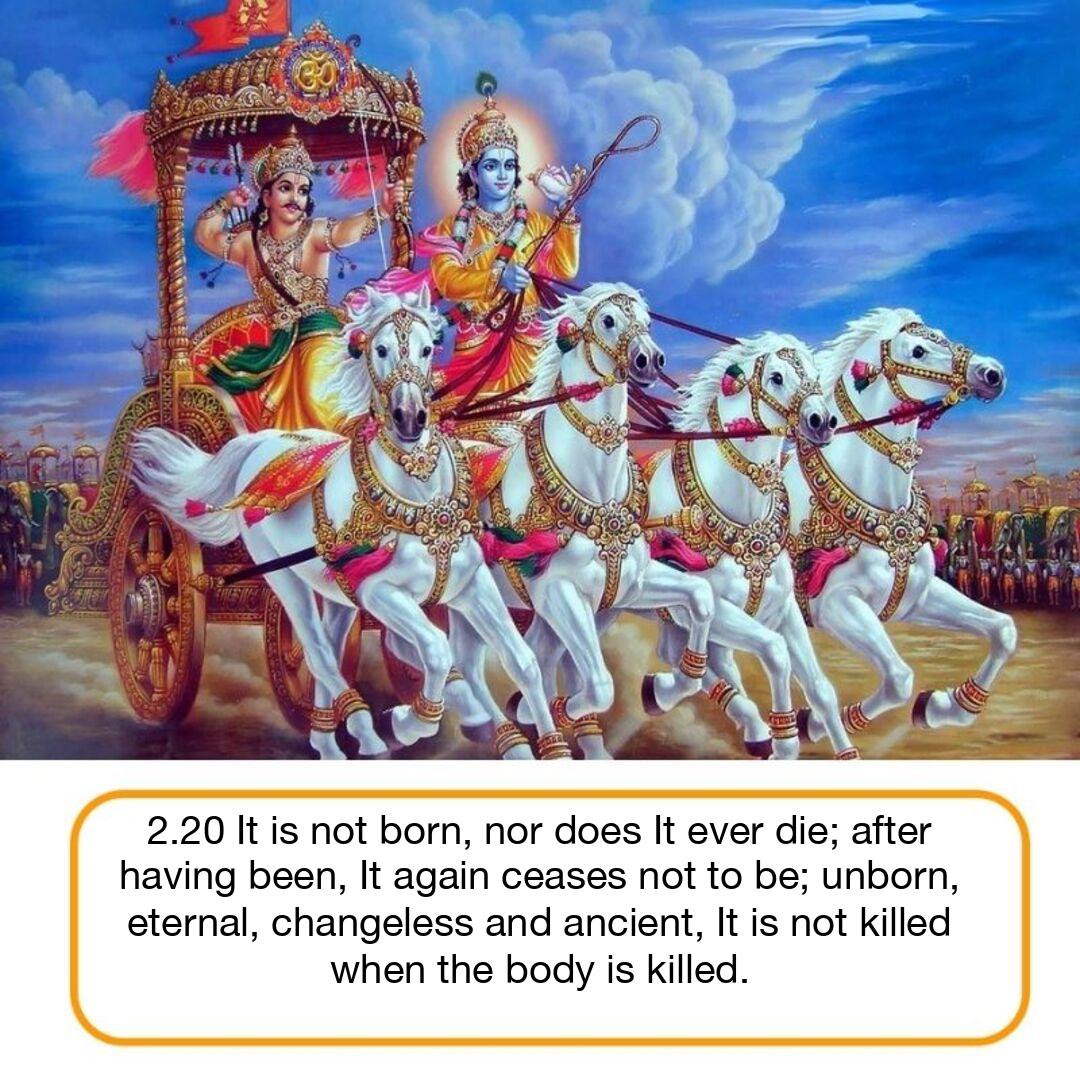 ॐ
2.20 It is not born, nor does It ever die; after
having been, It again ceases not to be; unborn,
eternal, changeless and ancient, It is not killed
when the body is killed.